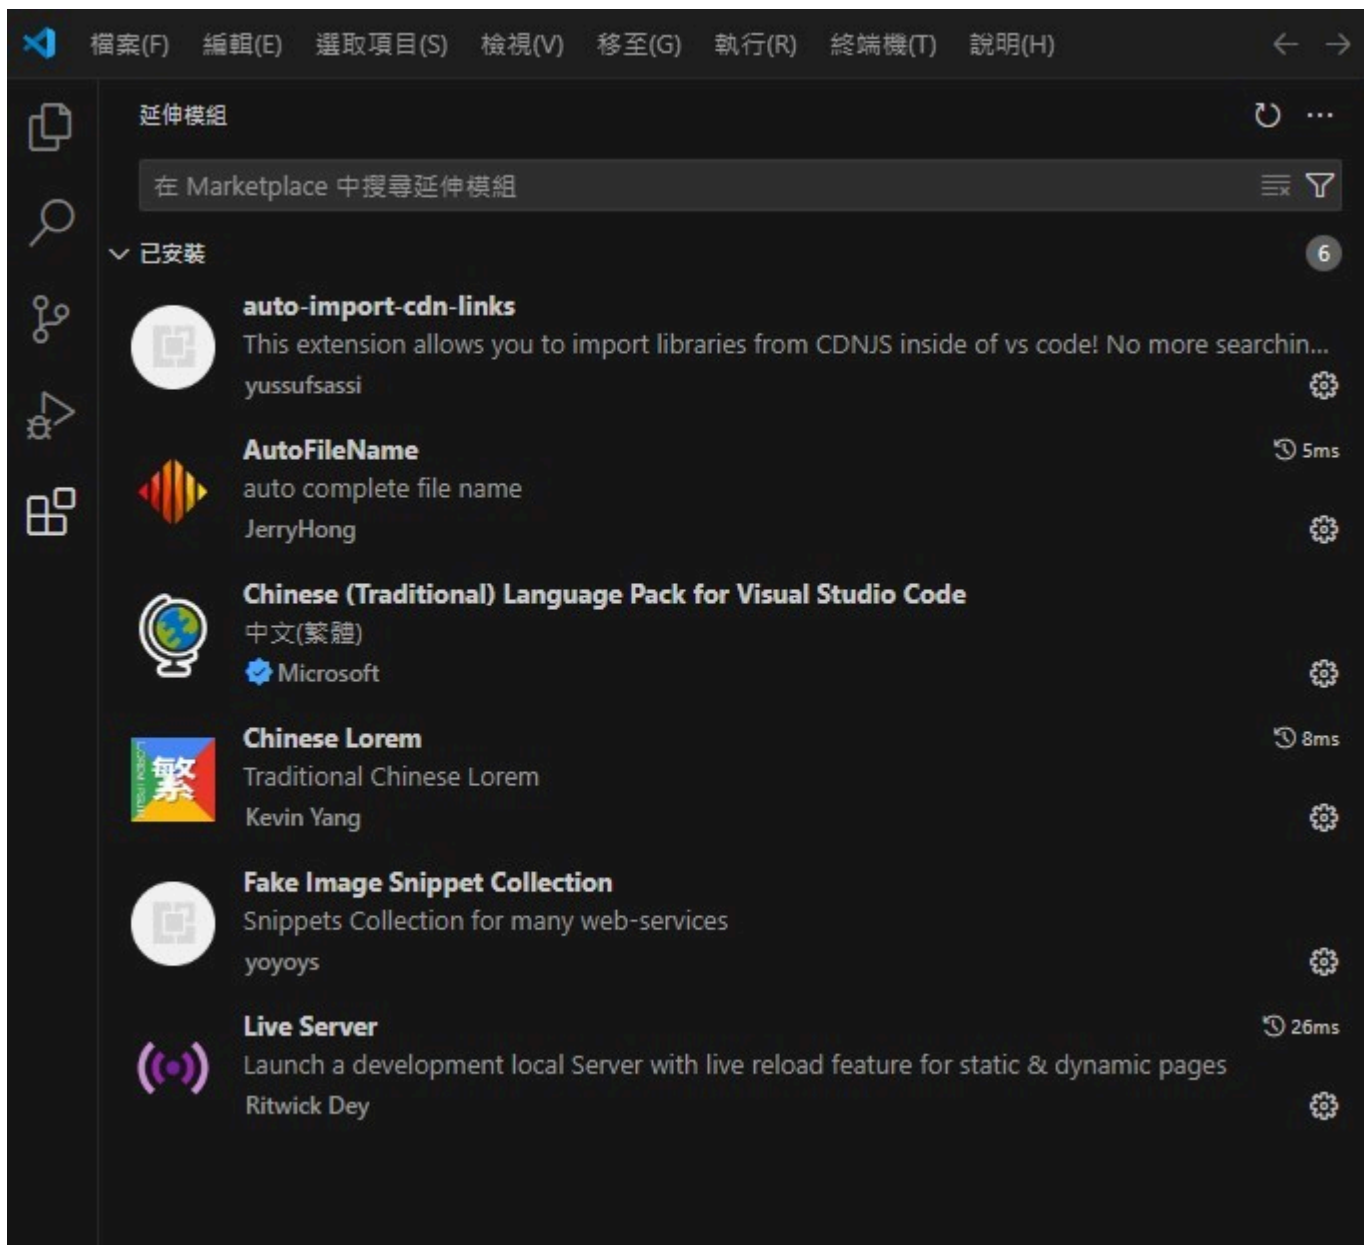 檔案(F) 編輯(E) 選取項目(S) 檢視(V) 移至(G) 執行(R) 終端機(T) 說明(H)
延伸模組
在 Marketplace 中搜尋延伸模組
已安裝 6
auto-import-cdn-links
This extension allows you to import libraries from CDNJS inside of vs code! No more searchin...
yussufsassi
AutoFileName 5ms
auto complete file name
JerryHong
Chinese (Traditional) Language Pack for Visual Studio Code
中文(繁體)
Microsoft
Chinese Lorem 8ms
繁
LOREM IPSUM
Traditional Chinese Lorem
Kevin Yang
Fake Image Snippet Collection
Snippets Collection for many web-services
yoyoys
Live Server 26ms
Launch a development local Server with live reload feature for static & dynamic pages
Ritwick Dey